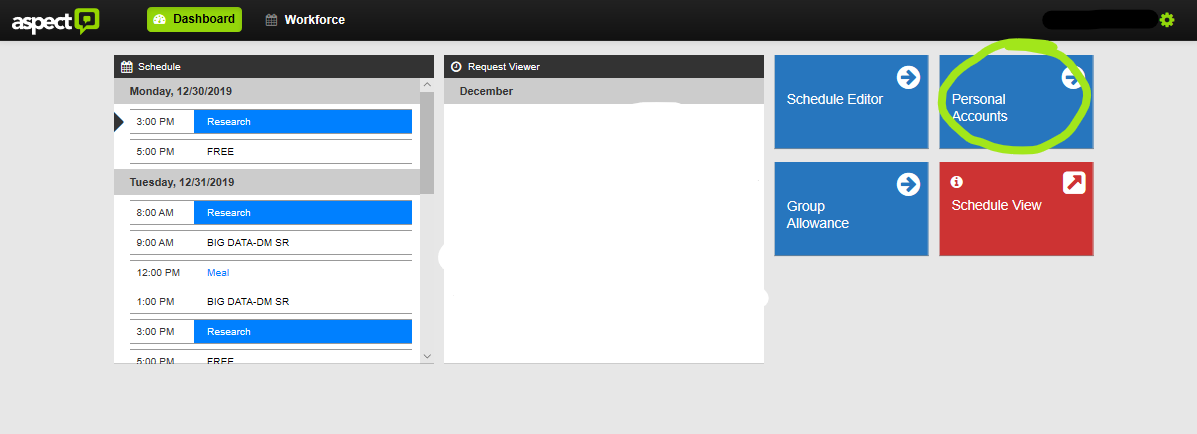 aspect
Dashboard
Workforce
Schedule
Monday, 12/30/2019
3:00 PM Research
5:00 PM FREE
Tuesday, 12/31/2019
8:00 AM Research
9:00 AM BIG DATA-DM SR
12:00 PM Meal
1:00 PM BIG DATA-DM SR
3:00 PM Research
5:00 PM FREE
Request Viewer
December
Schedule Editor
Personal
Accounts
Group
Allowance
Schedule View